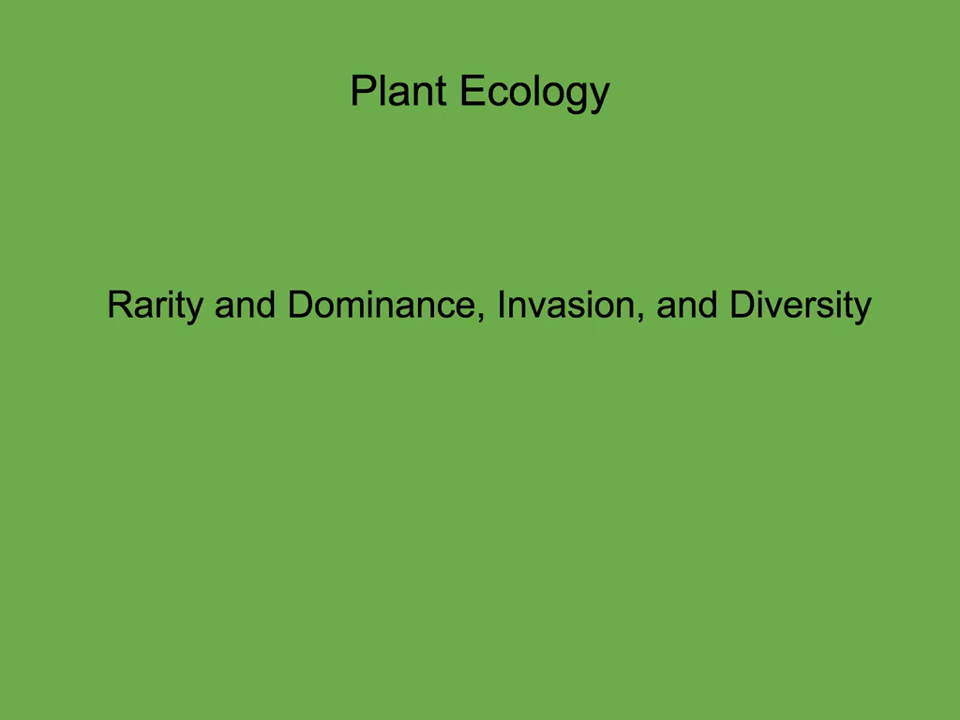 Plant Ecology
Rarity and Dominance, Invasion, and Diversity